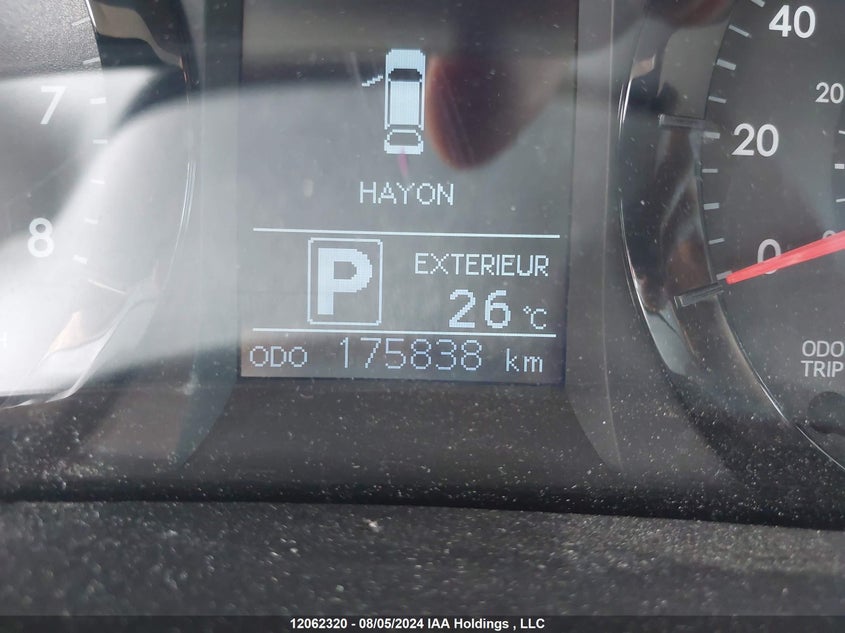 40
7
20
20
HAYON
8
0
P
EXTERIEUR
26 °C
ODO 175838 km
ODO
TRIP
12062320 - 08/05/2024 IAA Holdings , LLC